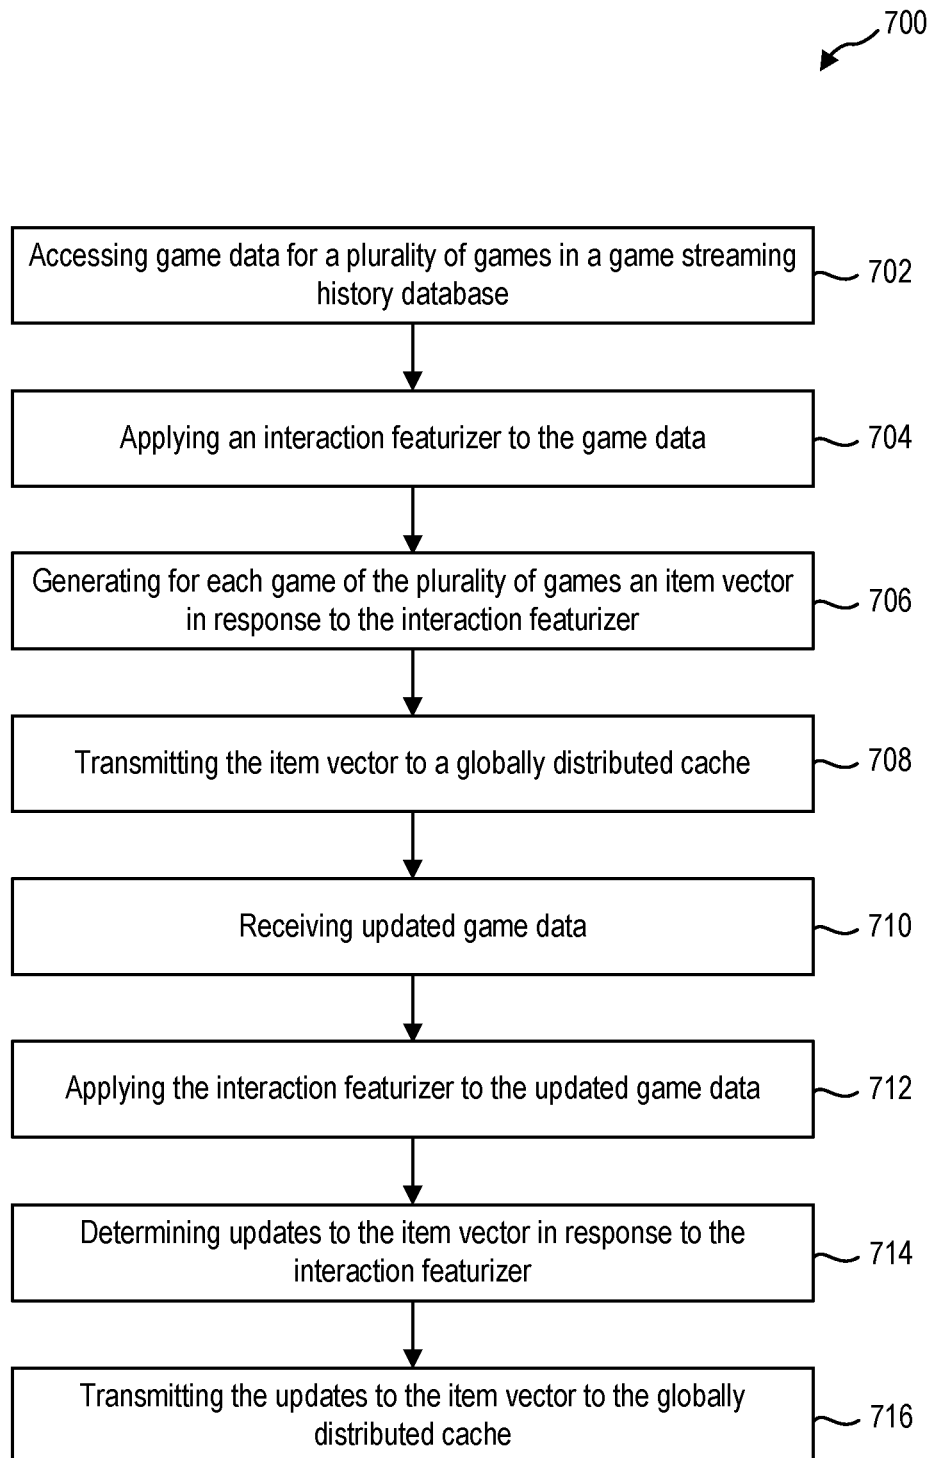 700
Accessing game data for a plurality of games in a game streaming
history database
702
Applying an interaction featurizer to the game data
704
Generating for each game of the plurality of games an item vector
in response to the interaction featurizer
706
Transmitting the item vector to a globally distributed cache
708
Receiving updated game data
710
Applying the interaction featurizer to the updated game data
712
Determining updates to the item vector in response to the
interaction featurizer
714
Transmitting the updates to the item vector to the globally
distributed cache
716